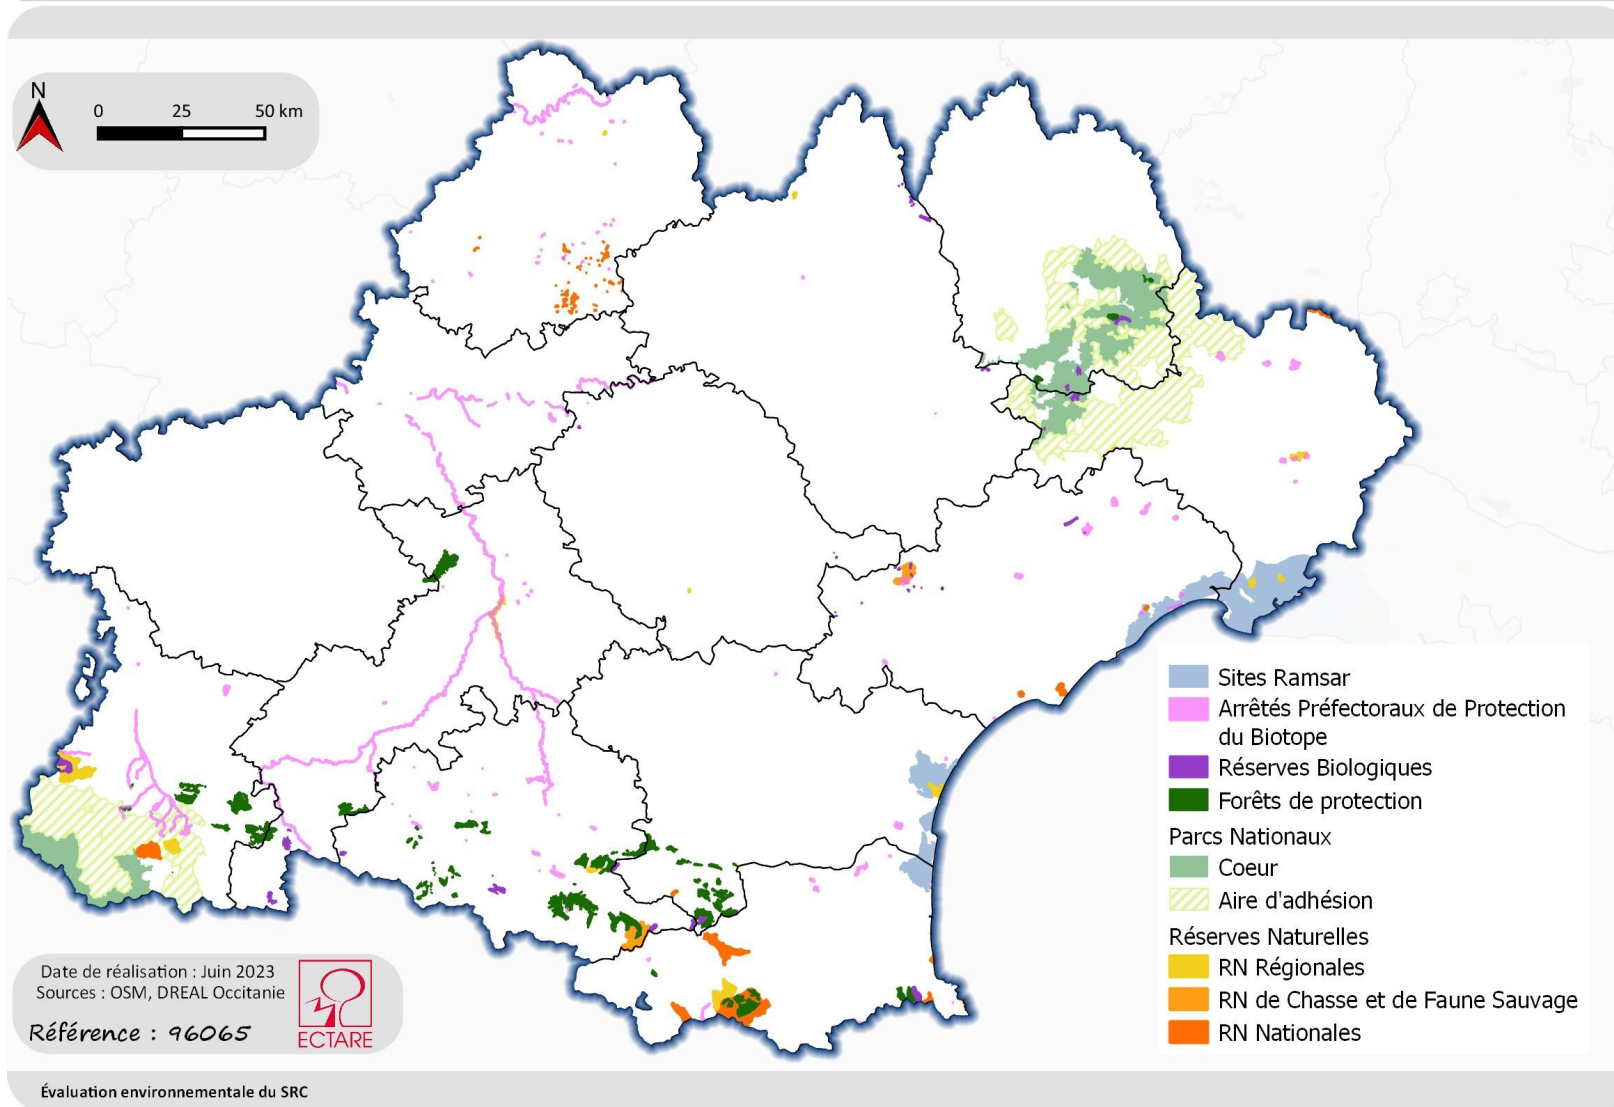 N
0 25 50 km
Sites Ramsar
Arrêtés Préfectoraux de Protection
du Biotope
Réserves Biologiques
Forêts de protection
Parcs Nationaux
Coeur
Aire d'adhésion
Réserves Naturelles
RN Régionales
RN de Chasse et de Faune Sauvage
RN Nationales
Date de réalisation : Juin 2023
Sources : OSM, DREAL Occitanie
Référence : 96065
ECTARE
Évaluation environnementale du SRC